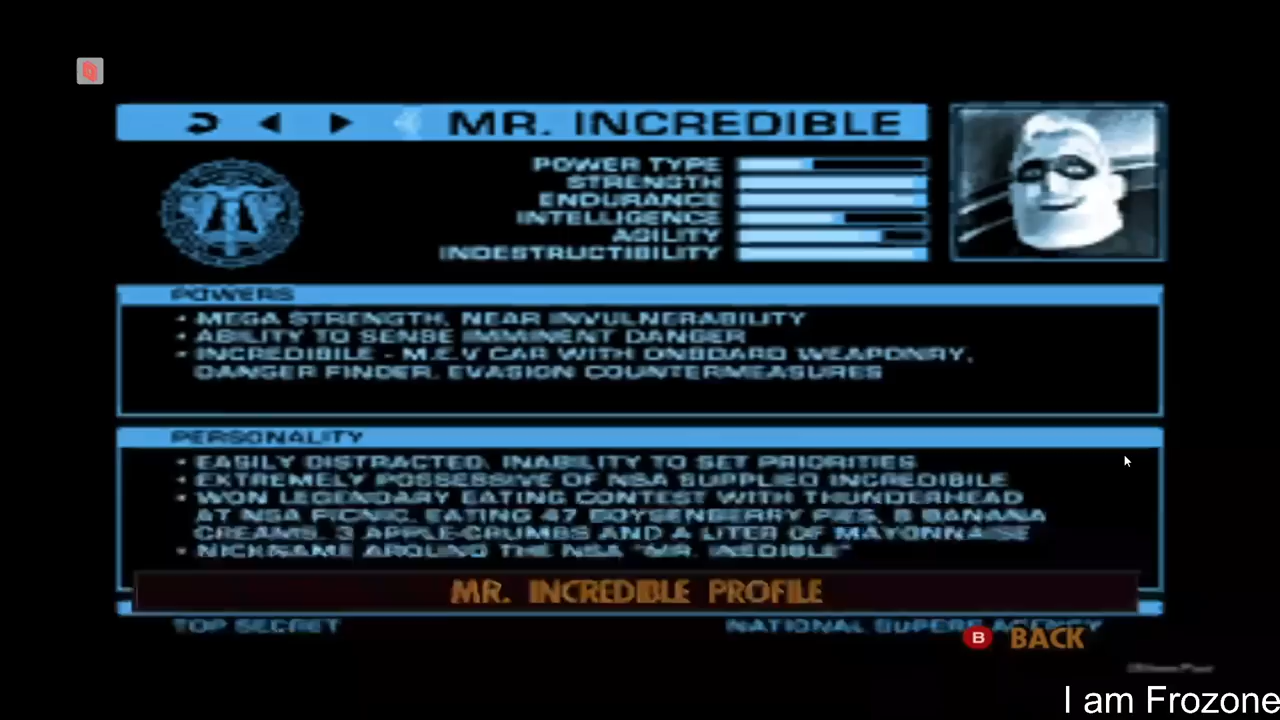 MR. INCREDIBLE
POWER TYPE
STRENGTH
ENDURANCE
INTELLIGENCE
AGILITY
INDESTRUCTIBILITY
POWERS
• MEGA STRENGTH, NEAR INVULNERABILITY
• ABILITY TO SENSE IMMINENT DANGER
• INCREDIBILE - M.E.V CAR WITH ONBOARD WEAPONRY,
DANGER FINDER, EVASION COUNTERMEASURES
PERSONALITY
• EASILY DISTRACTED, INABILITY TO SET PRIORITIES
• EXTREMELY POSSESSIVE OF NSA SUPPLIED INCREDIBILE
• WON LEGENDARY EATING CONTEST WITH THUNDERHEAD
AT NSA PICNIC, EATING 47 BOYSENBERRY PIES, 8 BANANA
CREAMS, 3 APPLE-CRUMBS AND A LITER OF MAYONNAISE
• NICKNAME AROUND THE NSA "MR. INEDIBLE"
MR. INCREDIBLE PROFILE
TOP SECRET
NATIONAL SUPERS AGENCY
B BACK
I am Frozone